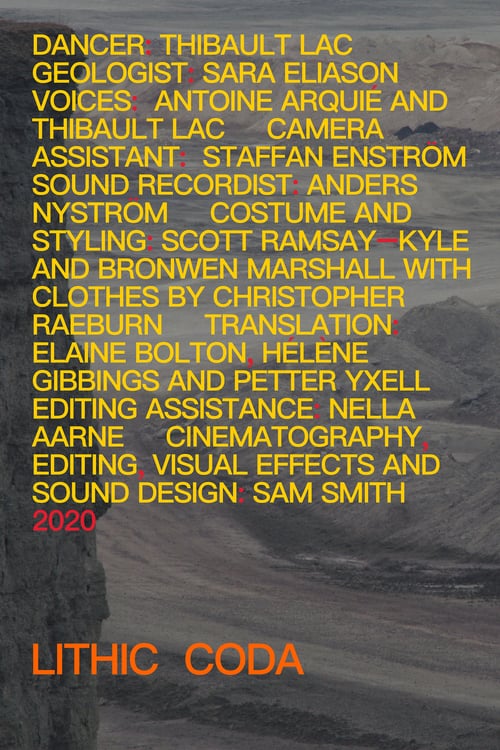 DANCER: THIBAULT LAC
GEOLOGIST: SARA ELIASON
VOICES: ANTOINE ARQUIÉ AND
THIBAULT LAC CAMERA
ASSISTANT: STAFFAN ENSTRÖM
SOUND RECORDIST: ANDERS
NYSTRÖM COSTUME AND
STYLING: SCOTT RAMSAY—KYLE
AND BRONWEN MARSHALL WITH
CLOTHES BY CHRISTOPHER
RAEBURN TRANSLATION:
ELAINE BOLTON, HÉLÈNE
GIBBINGS AND PETTER YXELL
EDITING ASSISTANCE: NELLA
AARNE CINEMATOGRAPHY,
EDITING, VISUAL EFFECTS AND
SOUND DESIGN: SAM SMITH
2020
LITHIC CODA